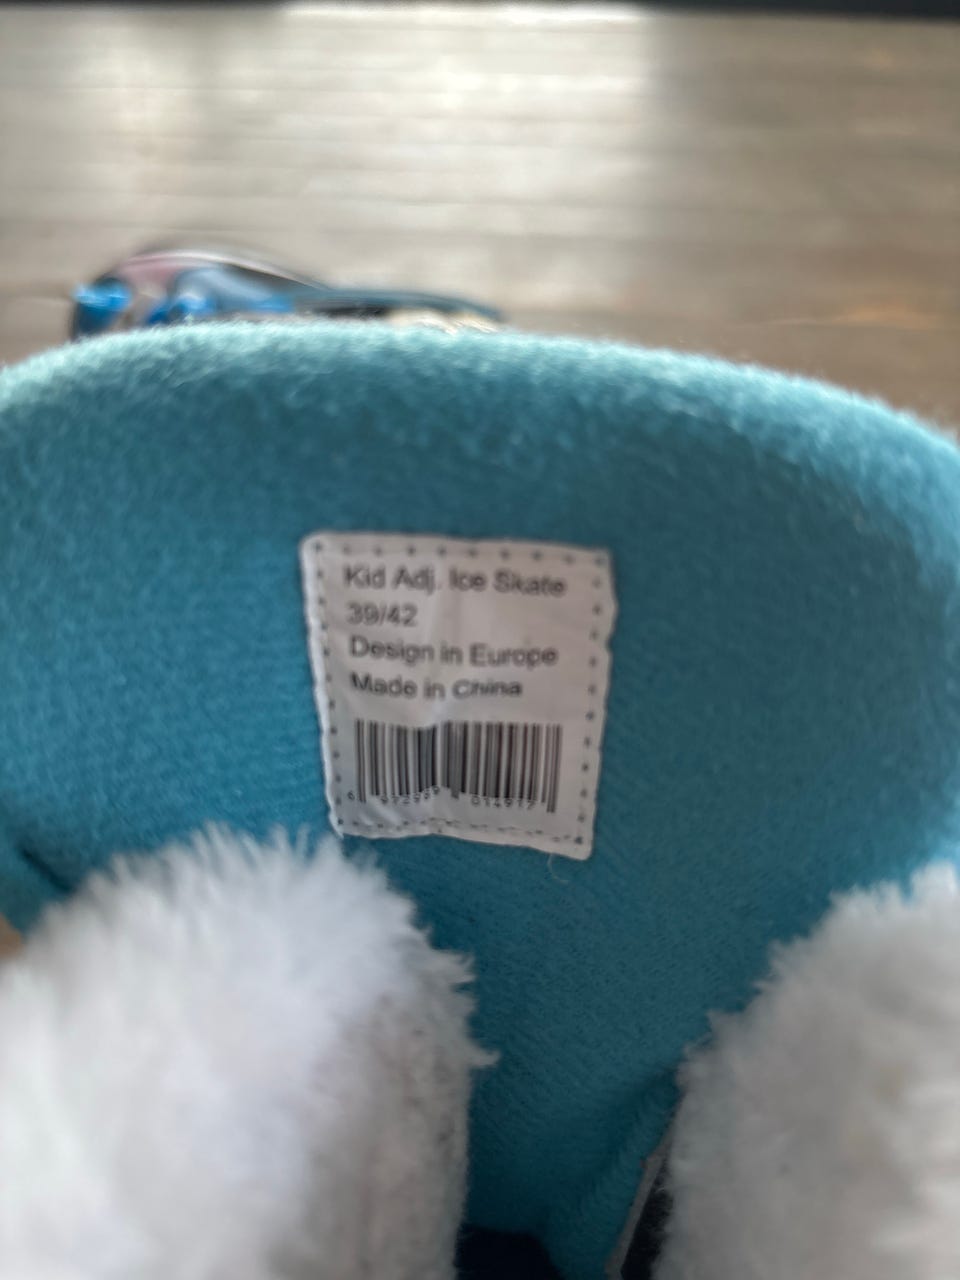 Kid Adj. Ice Skate
39/42
Design in Europe
Made in China